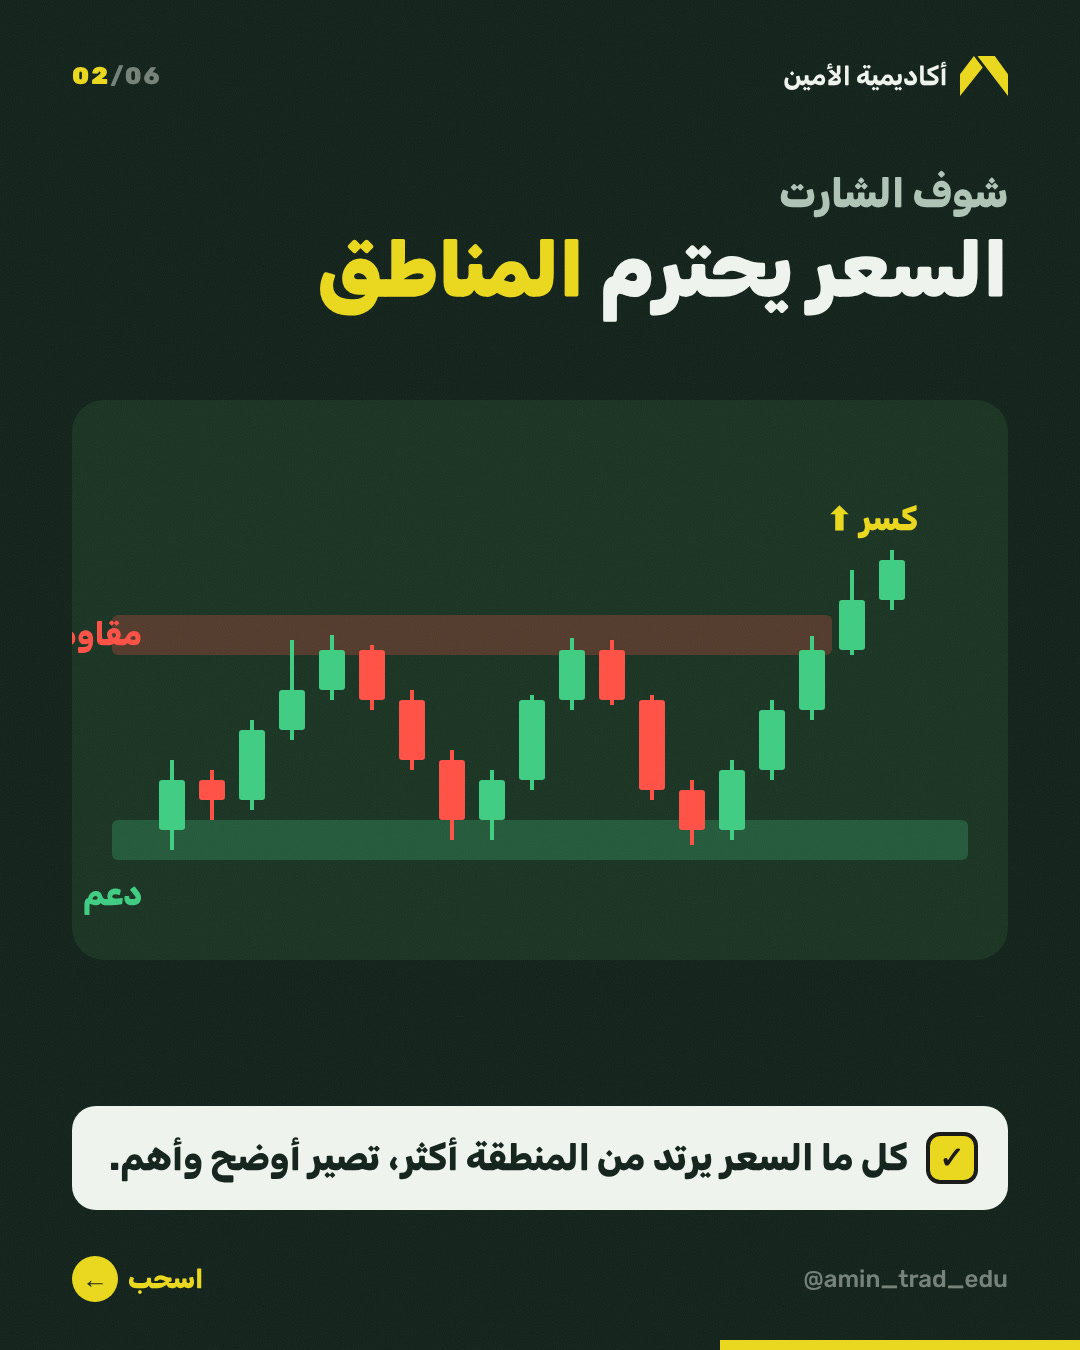 أكاديمية الأمين
02/06
شوف الشارت
السعر يحترم المناطق
كسر ⬆
مقاو
دعم
✓ كل ما السعر يرتد من المنطقة أكثر، تصير أوضح وأهم.
@amin_trad_edu
اسحب ←